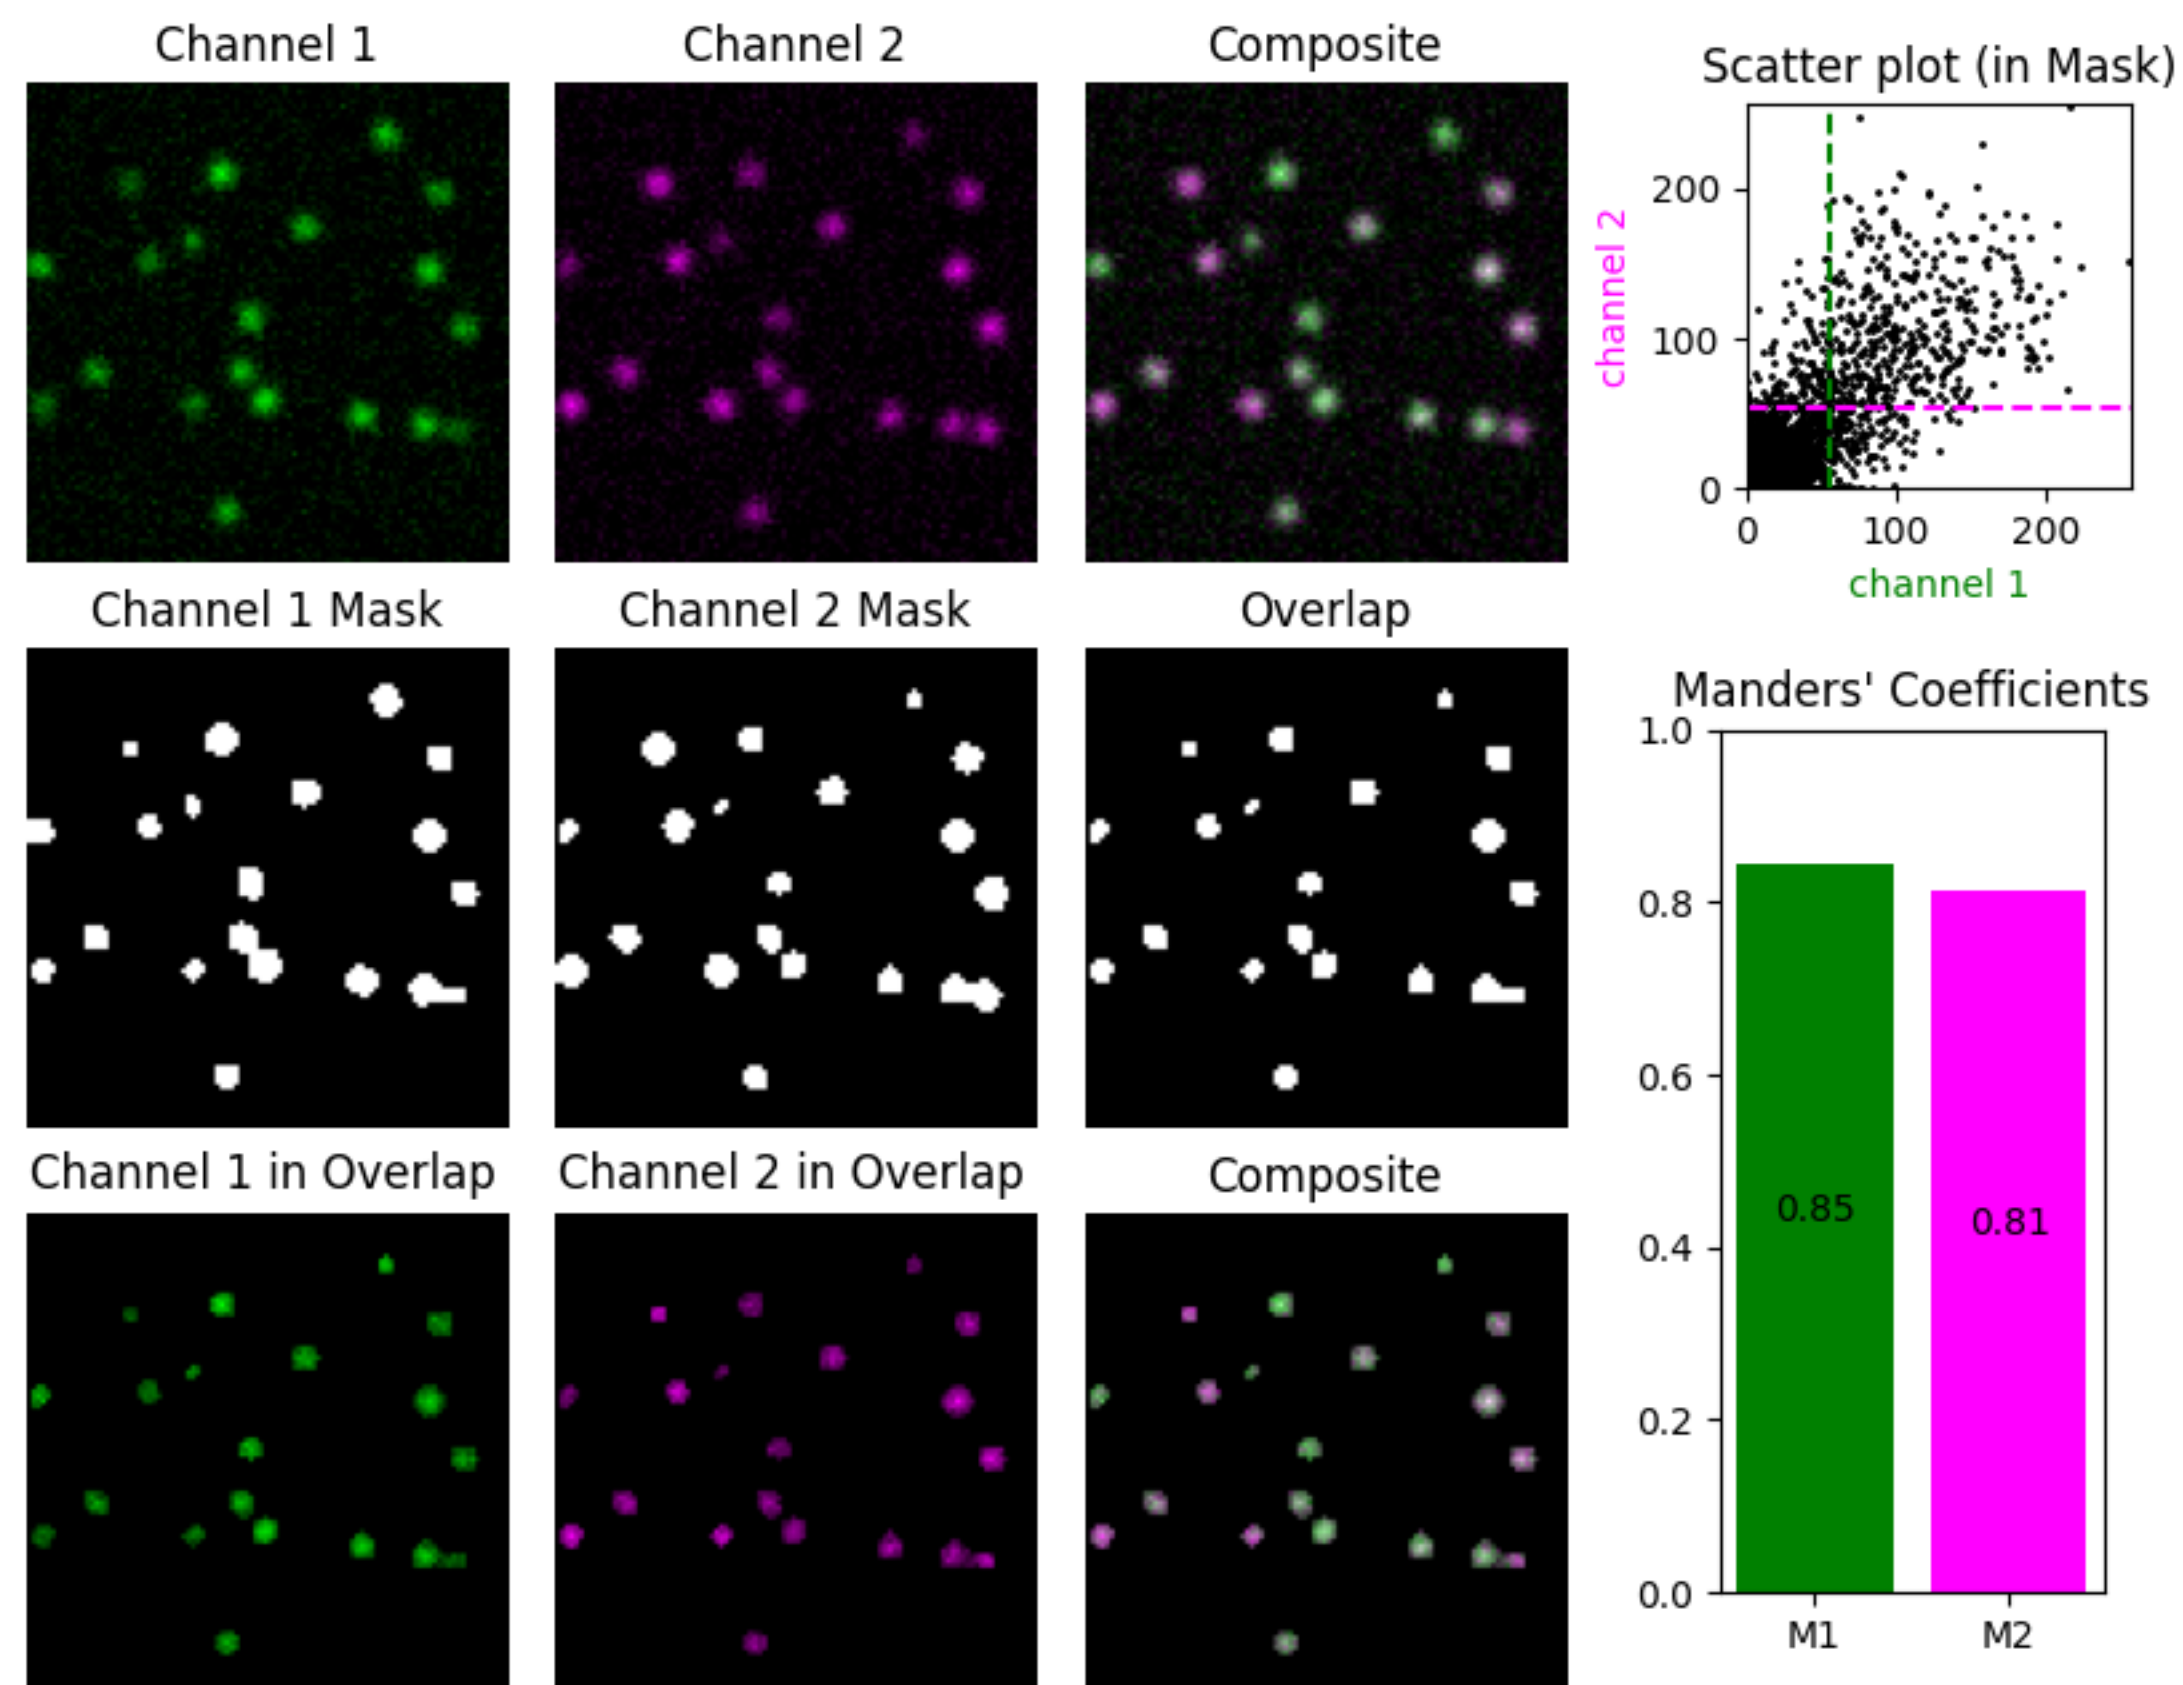 Channel 1
Channel 2
Composite
Scatter plot (in Mask)
channel 2
200
100
0
0
100
200
channel 1
Channel 1 Mask
Channel 2 Mask
Overlap
Manders' Coefficients
1.0
0.8
0.6
0.4
0.2
0.0
0.85
0.81
M1
M2
Channel 1 in Overlap
Channel 2 in Overlap
Composite